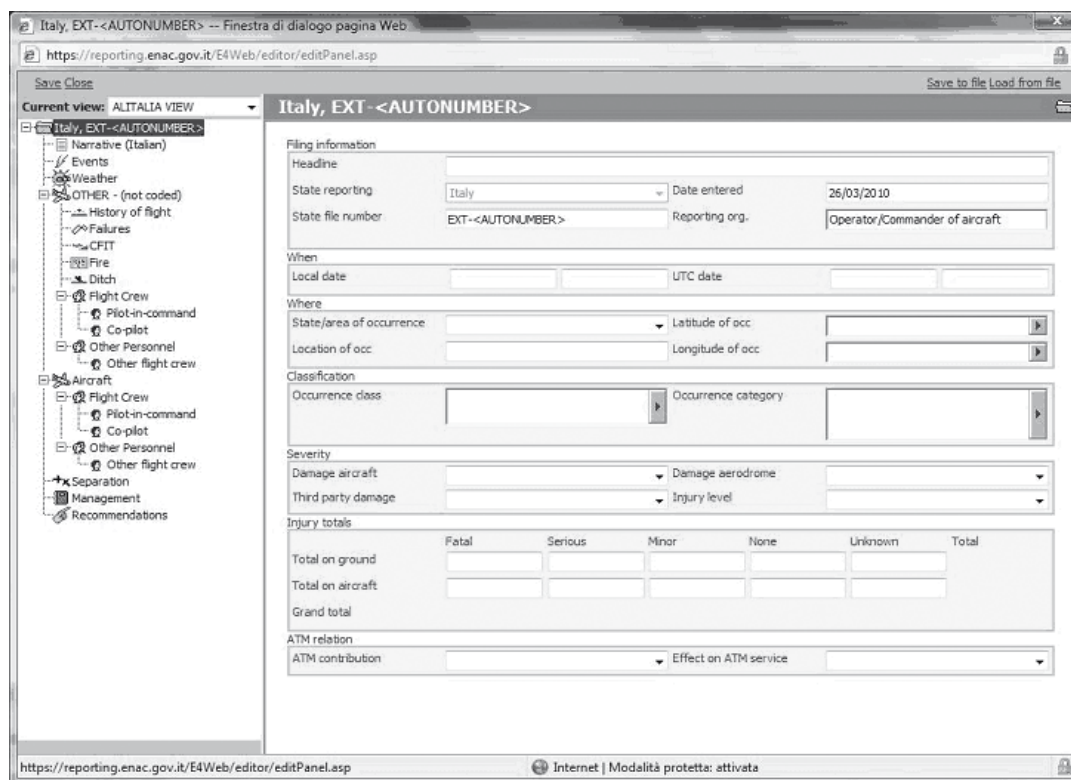 Italy, EXT-<AUTONUMBER> -- Finestra di dialogo pagina Web
https://reporting.enac.gov.it/E4Web/editor/editPanel.asp
Save Close
Save to file Load from file
Current view: ALITALIA VIEW
Italy, EXT-<AUTONUMBER>
Narrative (Italian)
Events
Weather
OTHER - (not coded)
History of flight
Failures
CFIT
Fire
Ditch
Flight Crew
Pilot-in-command
Co-pilot
Other Personnel
Other flight crew
Aircraft
Flight Crew
Pilot-in-command
Co-pilot
Other Personnel
Other flight crew
Separation
Management
Recommendations
Italy, EXT-<AUTONUMBER>
Filing information
Headline
State reporting Italy Date entered 26/03/2010
State file number EXT-<AUTONUMBER> Reporting org. Operator/Commander of aircraft
When
Local date UTC date
Where
State/area of occurrence Latitude of occ
Location of occ Longitude of occ
Classification
Occurrence class Occurrence category
Severity
Damage aircraft Damage aerodrome
Third party damage Injury level
Injury totals
Fatal Serious Minor None Unknown Total
Total on ground
Total on aircraft
Grand total
ATM relation
ATM contribution Effect on ATM service
https://reporting.enac.gov.it/E4Web/editor/editPanel.asp Internet | Modalità protetta: attivata